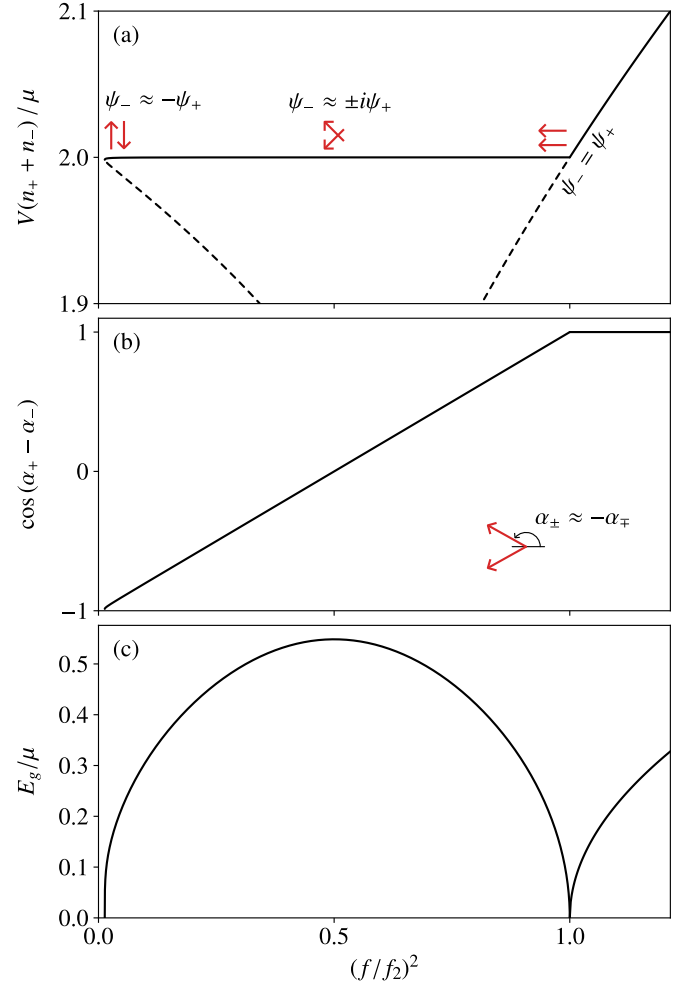 (a)
2.1
2.0
1.9
V(n₊ + n₋) / μ
ψ₋ ≈ −ψ₊
ψ₋ ≈ ±iψ₊
ψ₋ = ψ₊
(b)
1
0
−1
cos (α₊ − α₋)
α± ≈ −α∓
(c)
0.5
0.4
0.3
0.2
0.1
0.0
E_g/μ
0.0 0.5 1.0
(f/f₂)²